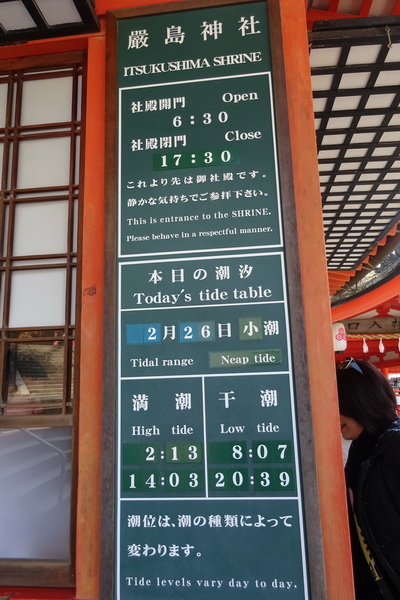 嚴島神社
ITSUKUSHIMA SHRINE
社殿開門 Open
6:30
社殿閉門 Close
17:30
これより先は御社殿です。
静かな気持ちでご参拝下さい。
This is entrance to the SHRINE.
Please behave in a respectful manner.
本日の潮汐
Today's tide table
2月26日 小潮
Tidal range Neap tide
満潮
High tide
2:13
14:03
干潮
Low tide
8:07
20:39
潮位は、潮の種類によって
変わります。
Tide levels vary day to day.
口入